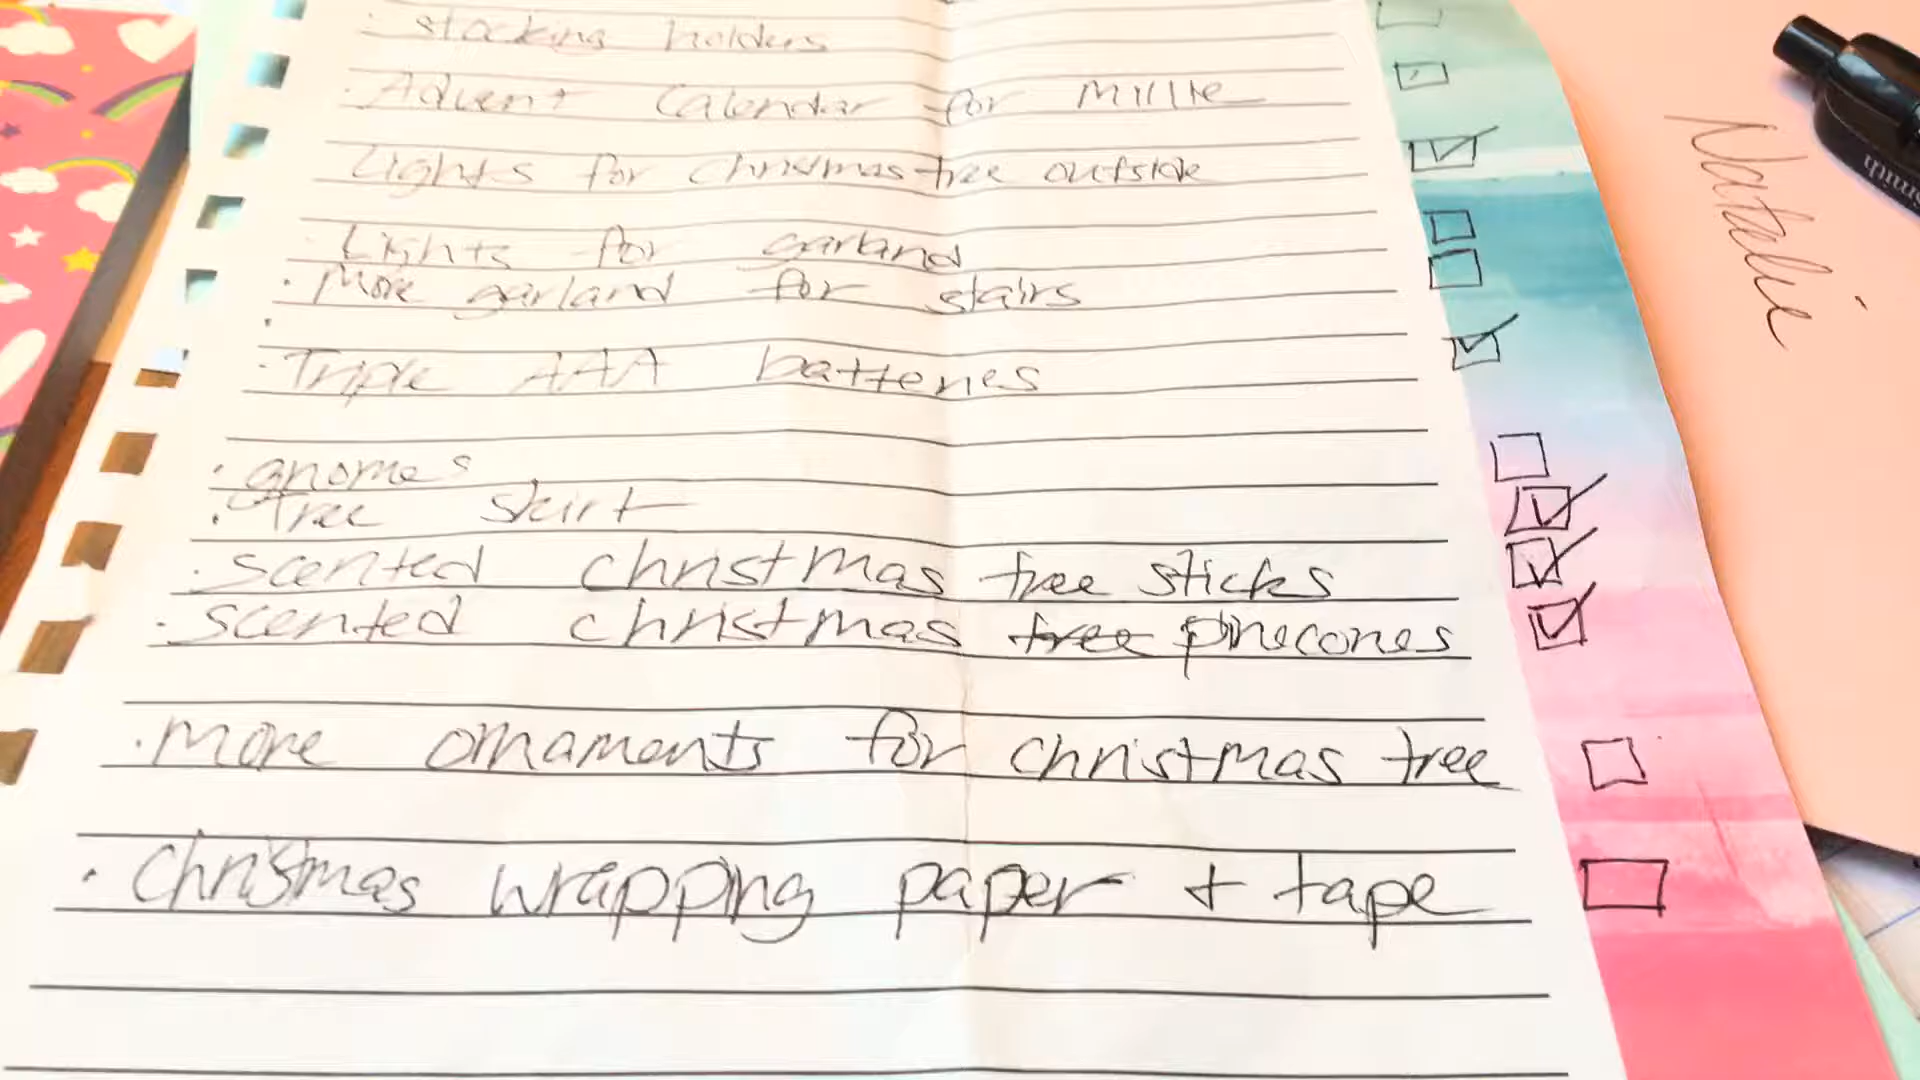 · stocking holders
· Advent Calendar for Millie
Lights for christmas tree outside
· Lights for garland
· More garland for stairs
· Triple AAA batteries
· gnomes
· Tree skirt
· scented christmas tree sticks
· scented christmas tree pinecones
· more ornaments for christmas tree
· Christmas wrapping paper + tape
Natalie
smith